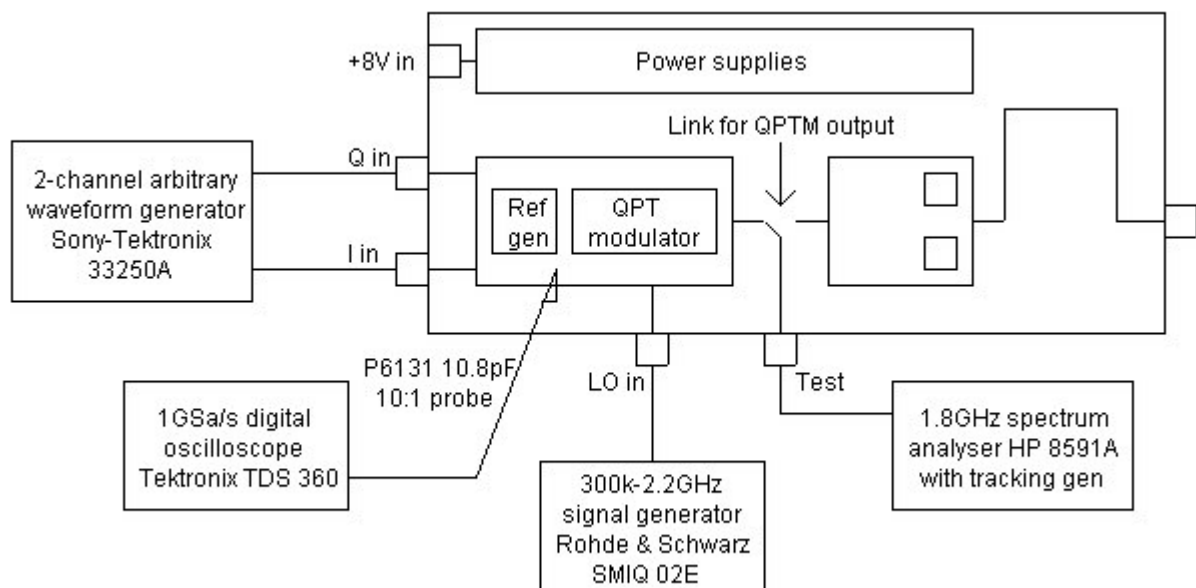 +8V in
Power supplies
Link for QPTM output
Q in
2-channel arbitrary
waveform generator
Sony-Tektronix
33250A
Ref
gen
QPT
modulator
I in
P6131 10.8pF
10:1 probe
LO in
Test
1GSa/s digital
oscilloscope
Tektronix TDS 360
300k-2.2GHz
signal generator
Rohde & Schwarz
SMIQ 02E
1.8GHz spectrum
analyser HP 8591A
with tracking gen